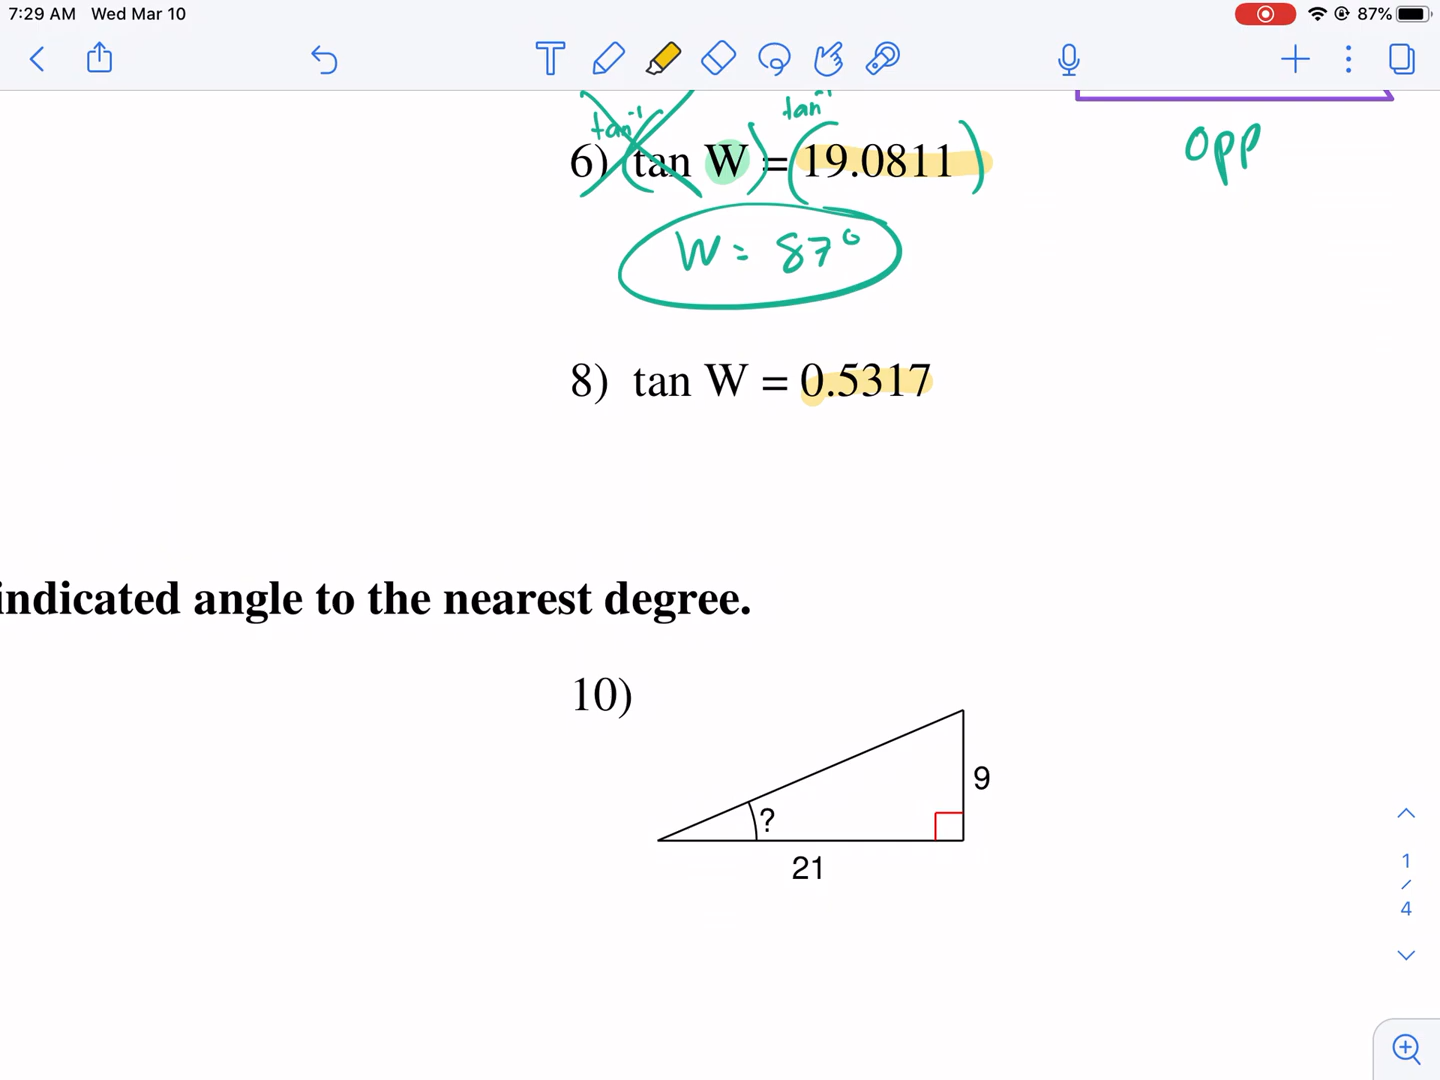 7:29 AM Wed Mar 10 87%
tan⁻¹ tan⁻¹
6) (tan W) = (19.0811)
opp
W = 87°
8) tan W = 0.5317
indicated angle to the nearest degree.
10)
9
?
21
1
/
4